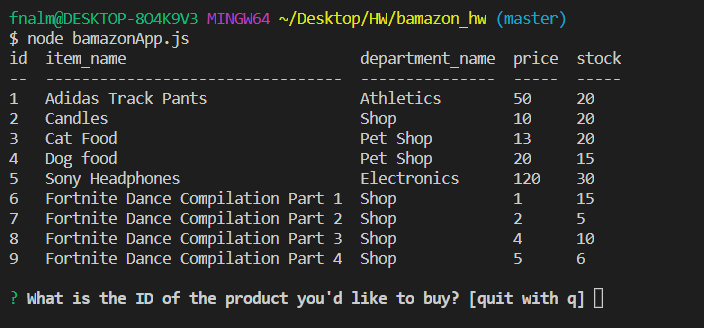 fnalm@DESKTOP-8O4K9V3 MINGW64 ~/Desktop/HW/bamazon_hw (master)
$ node bamazonApp.js
id  item_name                          department_name  price  stock
--  ---------------------------------  ---------------  -----  -----
1   Adidas Track Pants                 Athletics        50     20
2   Candles                            Shop             10     20
3   Cat Food                           Pet Shop         13     20
4   Dog food                           Pet Shop         20     15
5   Sony Headphones                    Electronics      120    30
6   Fortnite Dance Compilation Part 1  Shop             1      15
7   Fortnite Dance Compilation Part 2  Shop             2      5
8   Fortnite Dance Compilation Part 3  Shop             4      10
9   Fortnite Dance Compilation Part 4  Shop             5      6
? What is the ID of the product you'd like to buy? [quit with q]